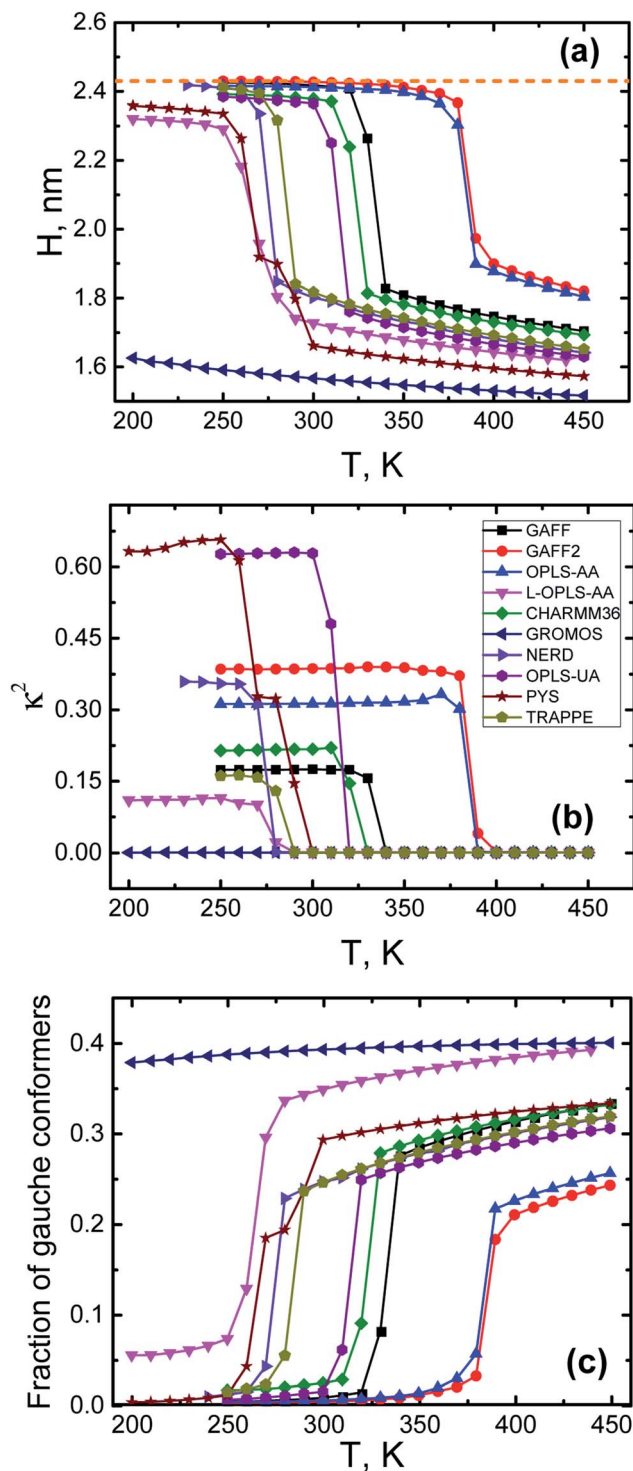 (a)
H, nm
2.6
2.4
2.2
2.0
1.8
1.6
200 250 300 350 400 450
T, K
κ²
0.60
0.45
0.30
0.15
0.00
GAFF
GAFF2
OPLS-AA
L-OPLS-AA
CHARMM36
GROMOS
NERD
OPLS-UA
PYS
TRAPPE
(b)
200 250 300 350 400 450
T, K
Fraction of gauche conformers
0.4
0.3
0.2
0.1
0.0
(c)
200 250 300 350 400 450
T, K